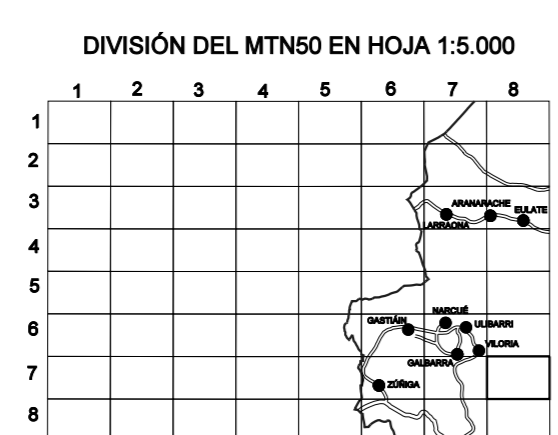 DIVISIÓN DEL MTN50 EN HOJA 1:5.000
1 2 3 4 5 6 7 8
1
2
3
ARANARACHE
EULATE
LARRAONA
4
5
NARCUÉ
GASTIÁIN
6
ULIBARRI
VILORIA
GALBARRA
7
ZÚÑIGA
8